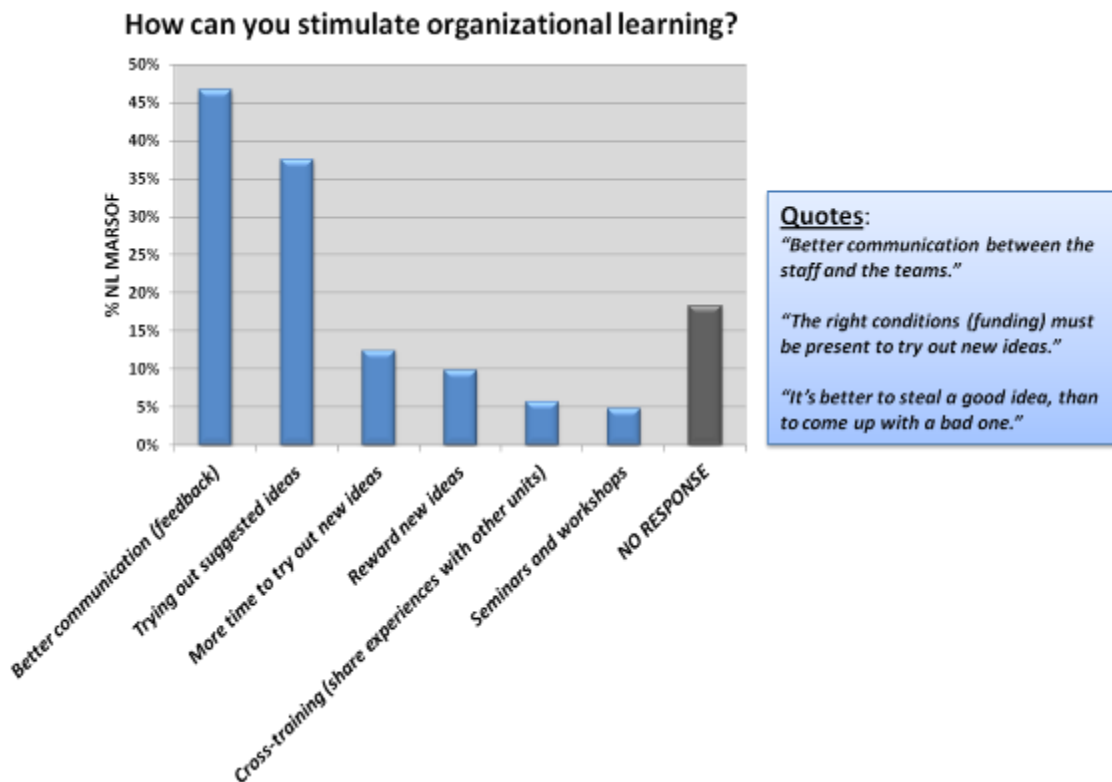 How can you stimulate organizational learning?
50%
45%
40%
35%
30%
25%
20%
15%
10%
5%
0%
% NL MARSOF
Better communication (feedback)
Trying out suggested ideas
More time to try out new ideas
Reward new ideas
Cross-training (share experiences with other units)
Seminars and workshops
NO RESPONSE
Quotes:
“Better communication between the
staff and the teams.”
“The right conditions (funding) must
be present to try out new ideas.”
“It’s better to steal a good idea, than
to come up with a bad one.”